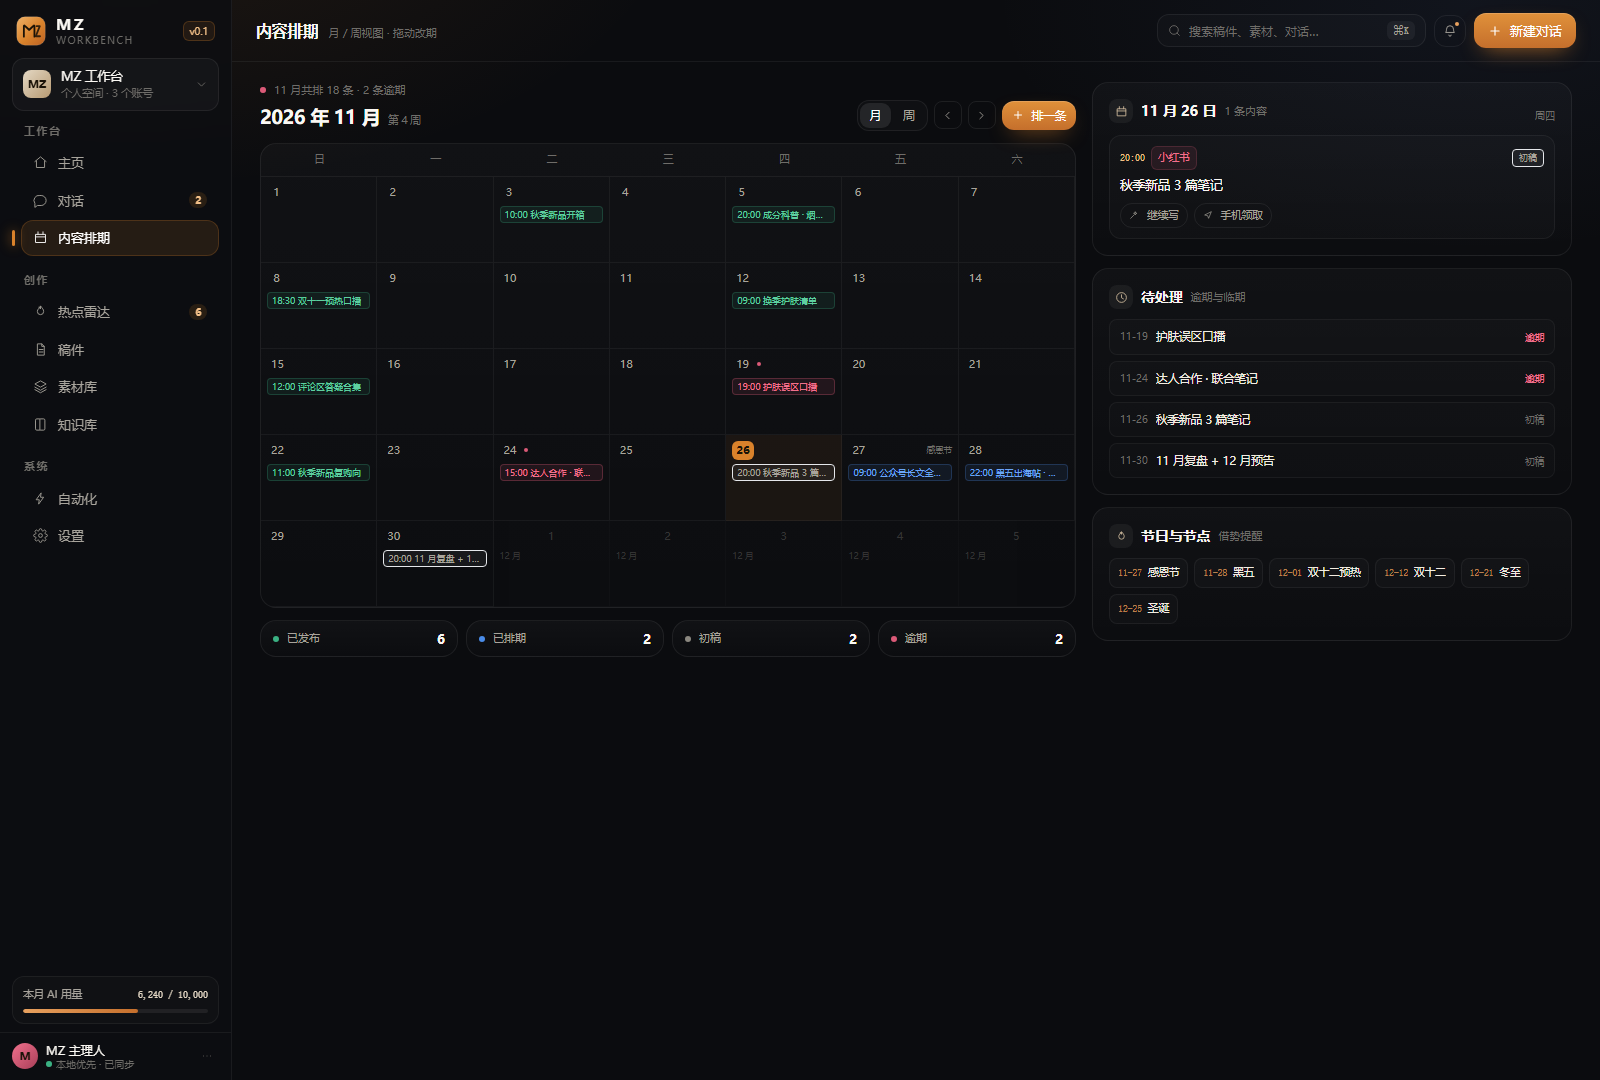 MZ
WORKBENCH
v0.1
MZ
MZ 工作台
个人空间 · 3 个账号
工作台
主页
对话
2
内容排期
创作
热点雷达
6
稿件
素材库
知识库
系统
自动化
设置
本月 AI 用量
6,240 / 10,000
M
MZ 主理人
本地优先 · 已同步
内容排期
月 / 周视图 · 拖动改期
搜索稿件、素材、对话...
⌘K
+ 新建对话
11 月共排 18 条 · 2 条逾期
2026 年 11 月
第 4 周
月
周
+ 排一条
日 一 二 三 四 五 六
1 2 3 4 5 6 7
10:00 秋季新品开箱
20:00 成分科普 · 烟...
8 9 10 11 12 13 14
18:30 双十一预热口播
09:00 换季护肤清单
15 16 17 18 19 20 21
12:00 评论区答疑合集
19:00 护肤误区口播
22 23 24 25 26 27 感恩节 28
11:00 秋季新品复购向
15:00 达人合作 · 联...
20:00 秋季新品 3 篇...
09:00 公众号长文全...
22:00 黑五出海帖 · ...
29 30 1 2 3 4 5
20:00 11 月复盘 + 1...
12 月 12 月 12 月 12 月 12 月
已发布 6
已排期 2
初稿 2
逾期 2
11 月 26 日
1 条内容
周四
20:00
小红书
初稿
秋季新品 3 篇笔记
继续写
手机领取
待处理
逾期与临期
11-19 护肤误区口播 逾期
11-24 达人合作 · 联合笔记 逾期
11-26 秋季新品 3 篇笔记 初稿
11-30 11 月复盘 + 12 月预告 初稿
节日与节点
借势提醒
11-27 感恩节
11-28 黑五
12-01 双十二预热
12-12 双十二
12-21 冬至
12-25 圣诞